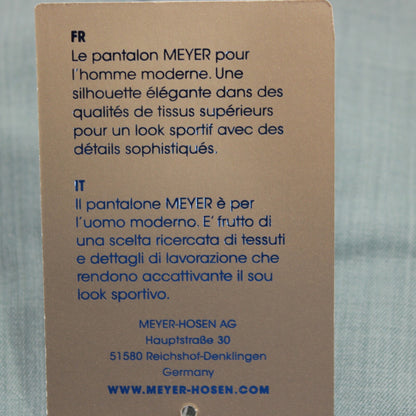 FR
Le pantalon MEYER pour
l'homme moderne. Une
silhouette élégante dans des
qualités de tissus supérieurs
pour un look sportif avec des
détails sophistiqués.
IT
Il pantalone MEYER è per
l'uomo moderno. E' frutto di
una scelta ricercata di tessuti
e dettagli di lavorazione che
rendono accattivante il sou
look sportivo.
MEYER-HOSEN AG
Hauptstraße 30
51580 Reichshof-Denklingen
Germany
WWW.MEYER-HOSEN.COM